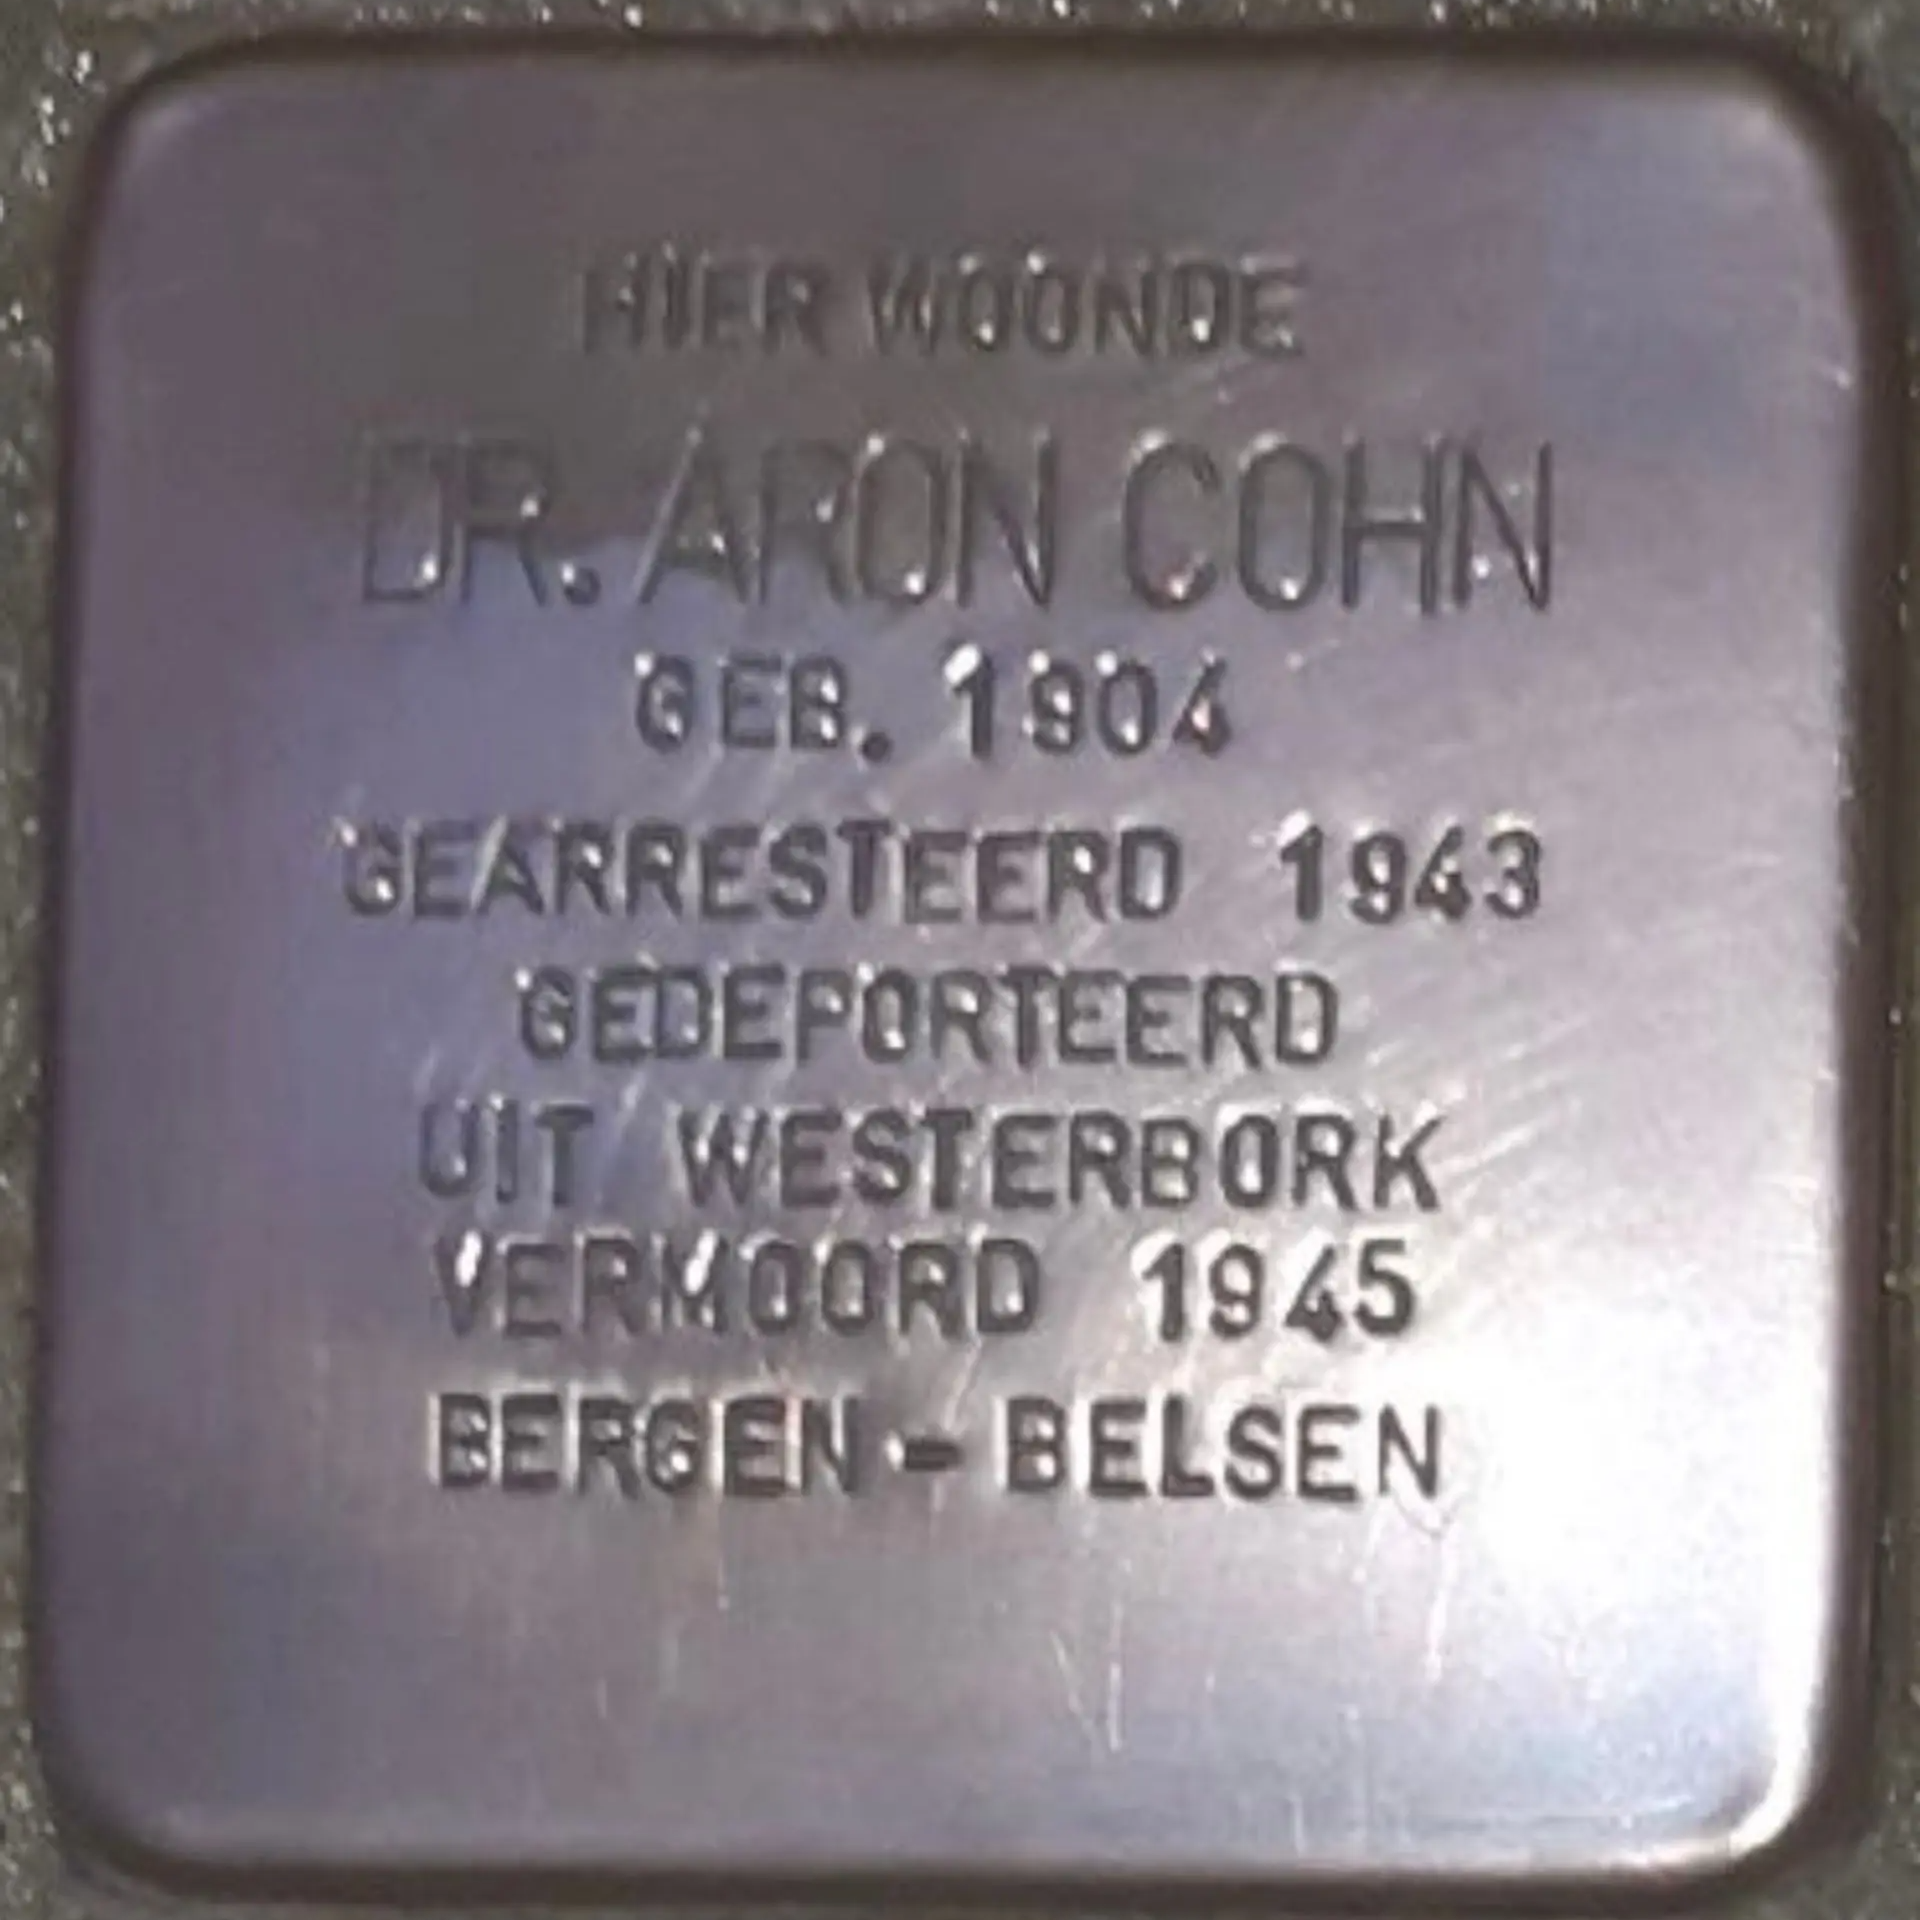 HIER WOONDE
DR. ARON COHN
GEB. 1904
GEARRESTEERD 1943
GEDEPORTEERD
UIT WESTERBORK
VERMOORD 1945
BERGEN - BELSEN